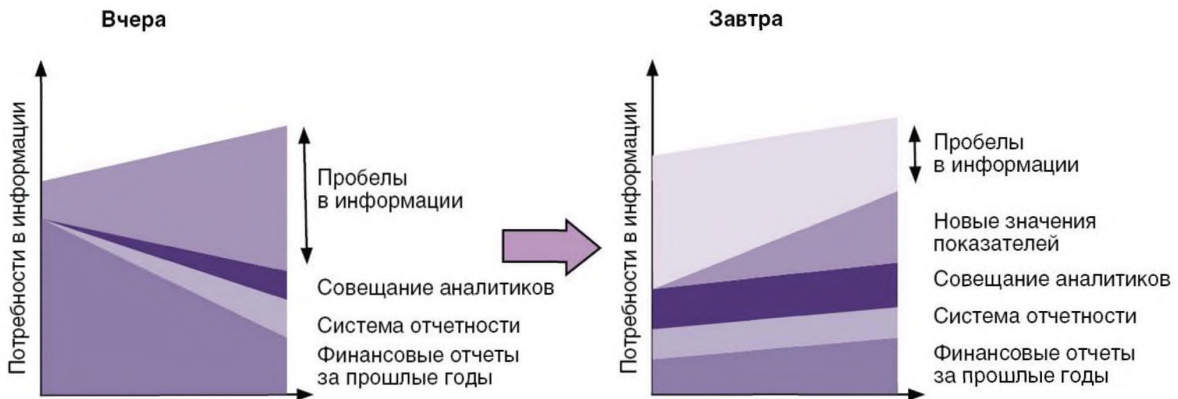 Вчера
Потребности в информации
Пробелы
в информации
Совещание аналитиков
Система отчетности
Финансовые отчеты
за прошлые годы
Завтра
Потребности в информации
Пробелы
в информации
Новые значения
показателей
Совещание аналитиков
Система отчетности
Финансовые отчеты
за прошлые годы